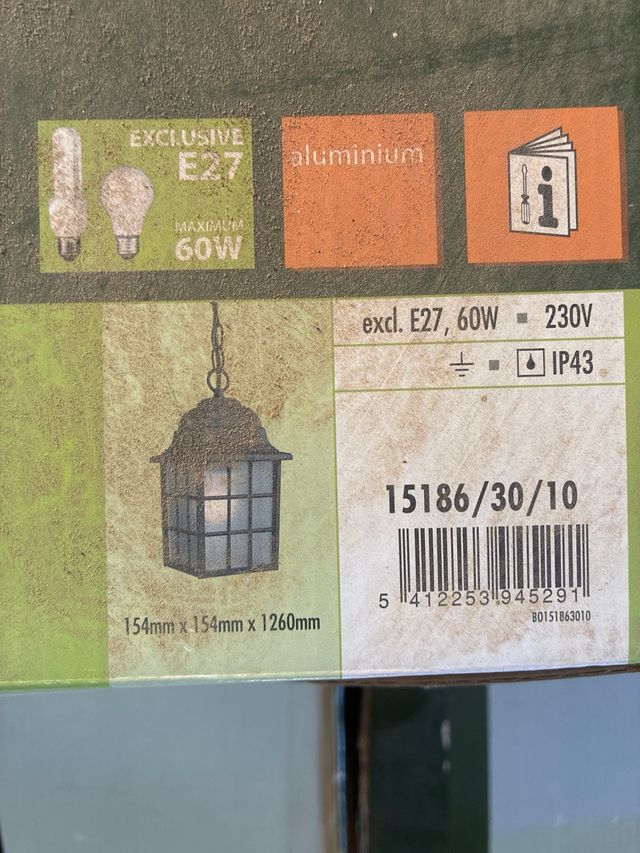 EXCLUSIVE
E27
MAXIMUM
60W
aluminium
i
excl. E27, 60W ▪ 230V
IP43
15186/30/10
5 412253 945291
B0151863010
154mm x 154mm x 1260mm